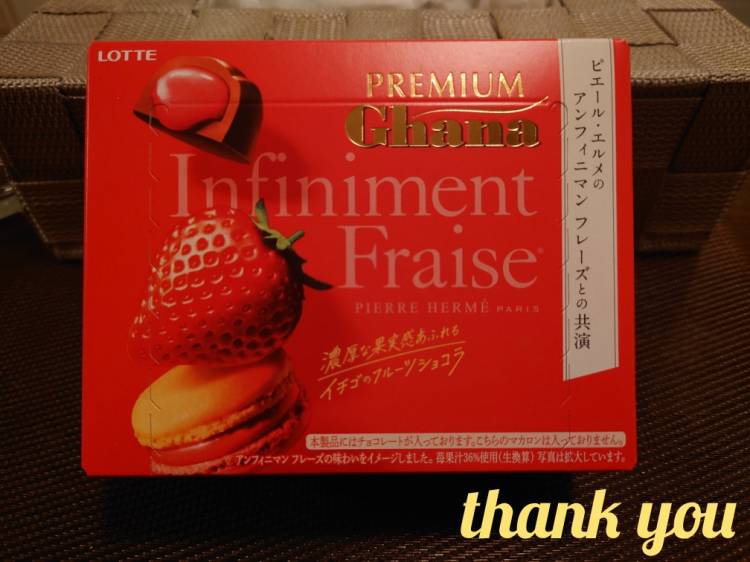 LOTTE
PREMIUM
Ghana
Infiniment
Fraise
PIERRE HERMÉ PARIS
濃厚な果実感あふれる
イチゴのフルーツショコラ
ピエール・エルメの
アンフィニマン フレーズとの共演
本製品にはチョコレートが入っております。こちらのマカロンは入っておりません。
アンフィニマン フレーズの味わいをイメージしました。苺果汁36%使用(生換算) 写真は拡大しています。
thank you